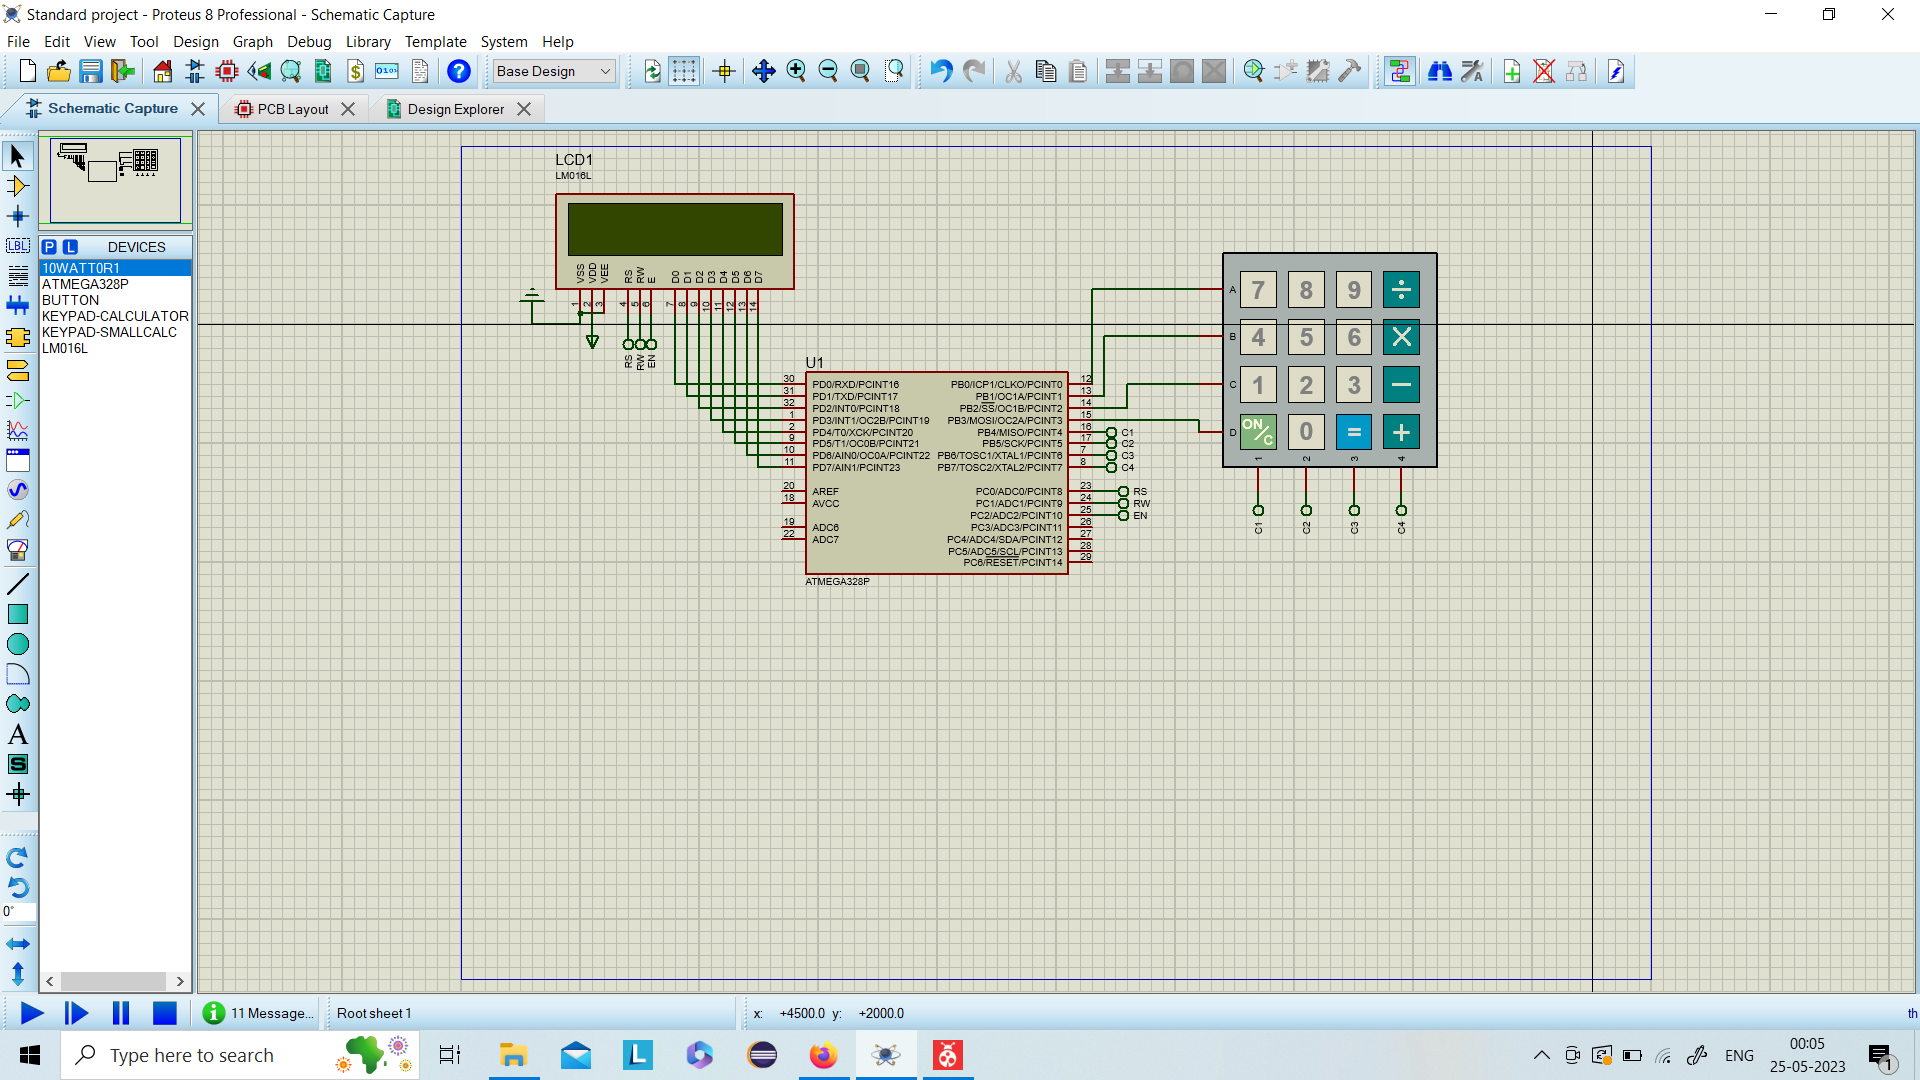 Standard project - Proteus 8 Professional - Schematic Capture
File Edit View Tool Design Graph Debug Library Template System Help
Base Design
Schematic Capture PCB Layout Design Explorer
P L DEVICES
10WATT0R1
ATMEGA328P
BUTTON
KEYPAD-CALCULATOR
KEYPAD-SMALLCALC
LM016L
LBL
A
S
0°
LCD1
LM016L
VSS VDD VEE RS RW E D0 D1 D2 D3 D4 D5 D6 D7
1 2 3 4 5 6 7 8 9 10 11 12 13 14
RS RW EN
U1
30 PD0/RXD/PCINT16 PB0/ICP1/CLKO/PCINT0 12
31 PD1/TXD/PCINT17 PB1/OC1A/PCINT1 13
32 PD2/INT0/PCINT18 PB2/SS/OC1B/PCINT2 14
1 PD3/INT1/OC2B/PCINT19 PB3/MOSI/OC2A/PCINT3 15
2 PD4/T0/XCK/PCINT20 PB4/MISO/PCINT4 16 C1
9 PD5/T1/OC0B/PCINT21 PB5/SCK/PCINT5 17 C2
10 PD6/AIN0/OC0A/PCINT22 PB6/TOSC1/XTAL1/PCINT6 7 C3
11 PD7/AIN1/PCINT23 PB7/TOSC2/XTAL2/PCINT7 8 C4
20 AREF PC0/ADC0/PCINT8 23 RS
18 AVCC PC1/ADC1/PCINT9 24 RW
PC2/ADC2/PCINT10 25 EN
19 ADC6 PC3/ADC3/PCINT11 26
22 ADC7 PC4/ADC4/SDA/PCINT12 27
PC5/ADC5/SCL/PCINT13 28
PC6/RESET/PCINT14 29
ATMEGA328P
A 7 8 9 ÷
B 4 5 6 ×
C 1 2 3 −
D ON/C 0 = +
1 2 3 4
C1 C2 C3 C4
11 Message... Root sheet 1 x: +4500.0 y: +2000.0 th
Type here to search
L
ENG
00:05
25-05-2023
1